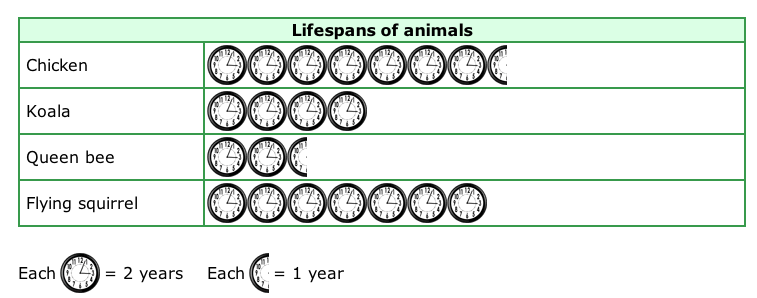 Lifespans of animals
Chicken
Koala
Queen bee
Flying squirrel
Each = 2 years Each = 1 year